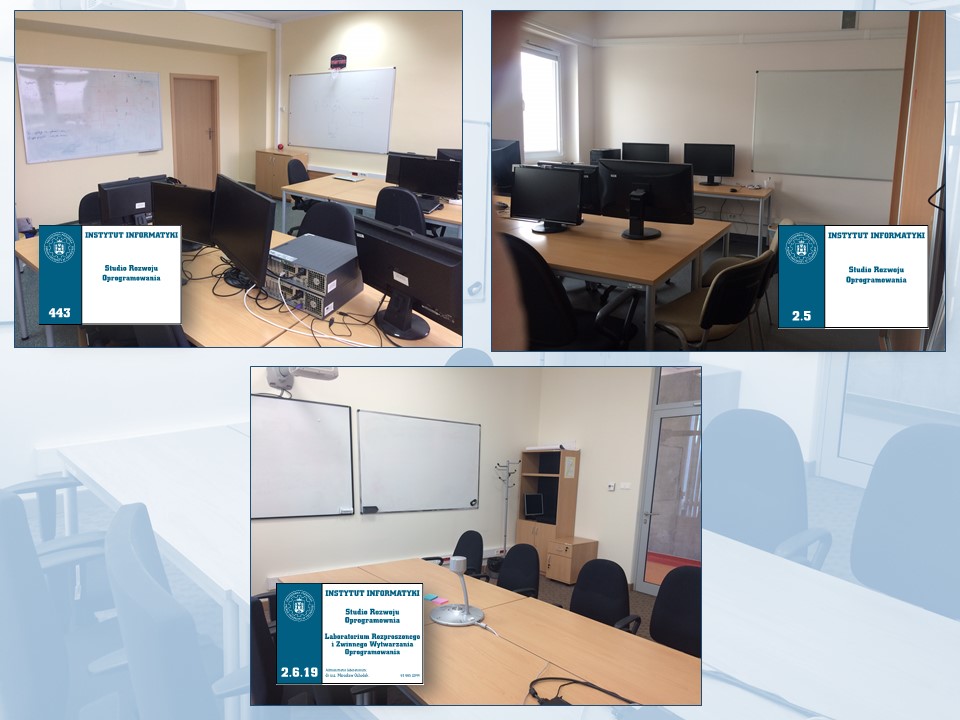 INSTYTUT INFORMATYKI
Studio Rozwoju
Oprogramowania
443
INSTYTUT INFORMATYKI
Studio Rozwoju
Oprogramowania
2.5
INSTYTUT INFORMATYKI
Studio Rozwoju
Oprogramownia
Laboratorium Rozproszonego
i Zwinnego Wytwarzania
Oprogramowania
2.6.19